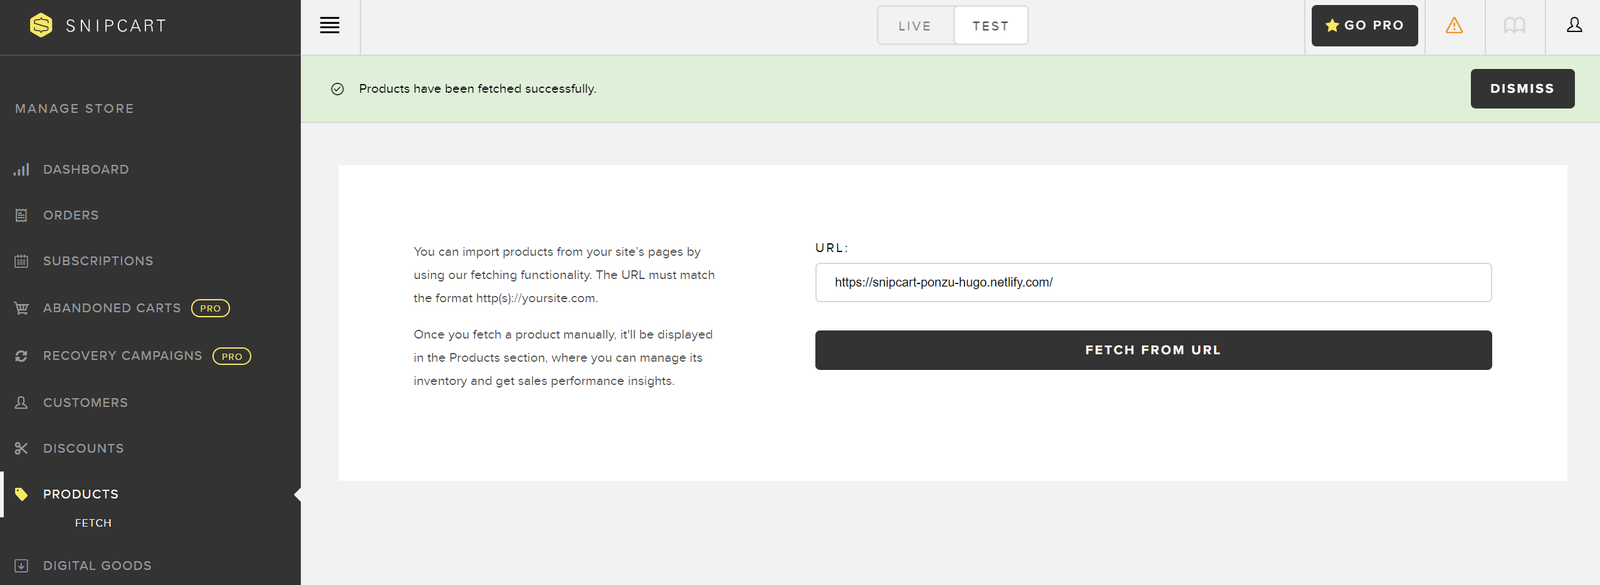 SNIPCART
MANAGE STORE
DASHBOARD
ORDERS
SUBSCRIPTIONS
ABANDONED CARTS PRO
RECOVERY CAMPAIGNS PRO
CUSTOMERS
DISCOUNTS
PRODUCTS
FETCH
DIGITAL GOODS
LIVE TEST
GO PRO
Products have been fetched successfully.
DISMISS
You can import products from your site's pages by
using our fetching functionality. The URL must match
the format http(s)://yoursite.com.
Once you fetch a product manually, it'll be displayed
in the Products section, where you can manage its
inventory and get sales performance insights.
URL:
https://snipcart-ponzu-hugo.netlify.com/
FETCH FROM URL